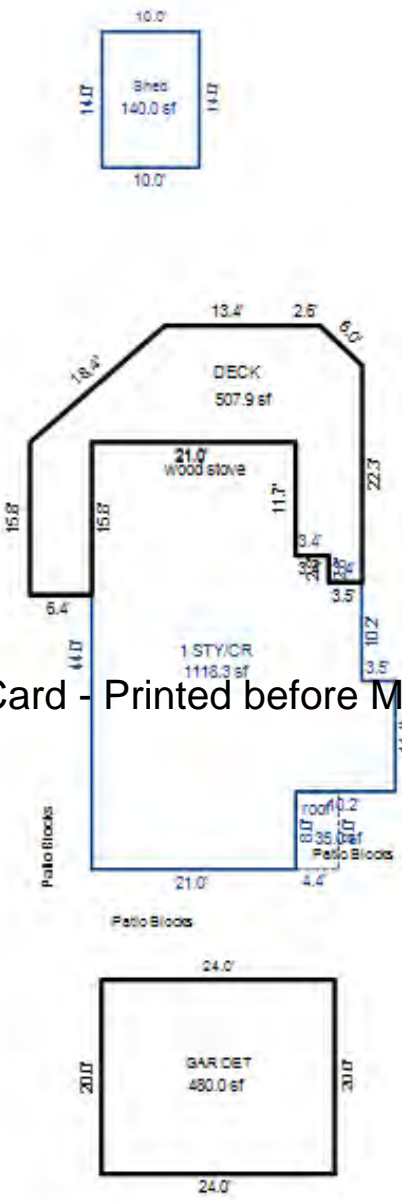 10.0'
14.0'
Shed
140.0 sf
14.0'
10.0'
13.4'
2.5'
6.0'
18.4'
DECK
507.9 sf
21.0'
wood stove
22.3'
15.8'
15.8'
11.7'
3.4'
3.5'
6.4'
10.2'
44.0'
1 STY/CR
3.5'
Card - Printed before M
10.2'
roof
8.0'
35.0 sf
Patio Blocks
Patio Blocks
21.0'
4.4'
Patio Blocks
24.0'
20.0'
GAR DET
480.0 sf
20.0'
24.0'